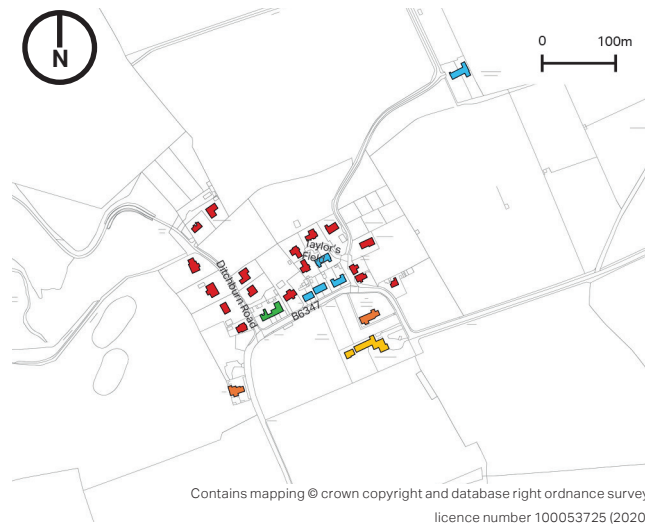 N
0 100m
Taylor's
Field
Ditchburn Road
B6347
Contains mapping © crown copyright and database right ordnance survey
licence number 100053725 (2020